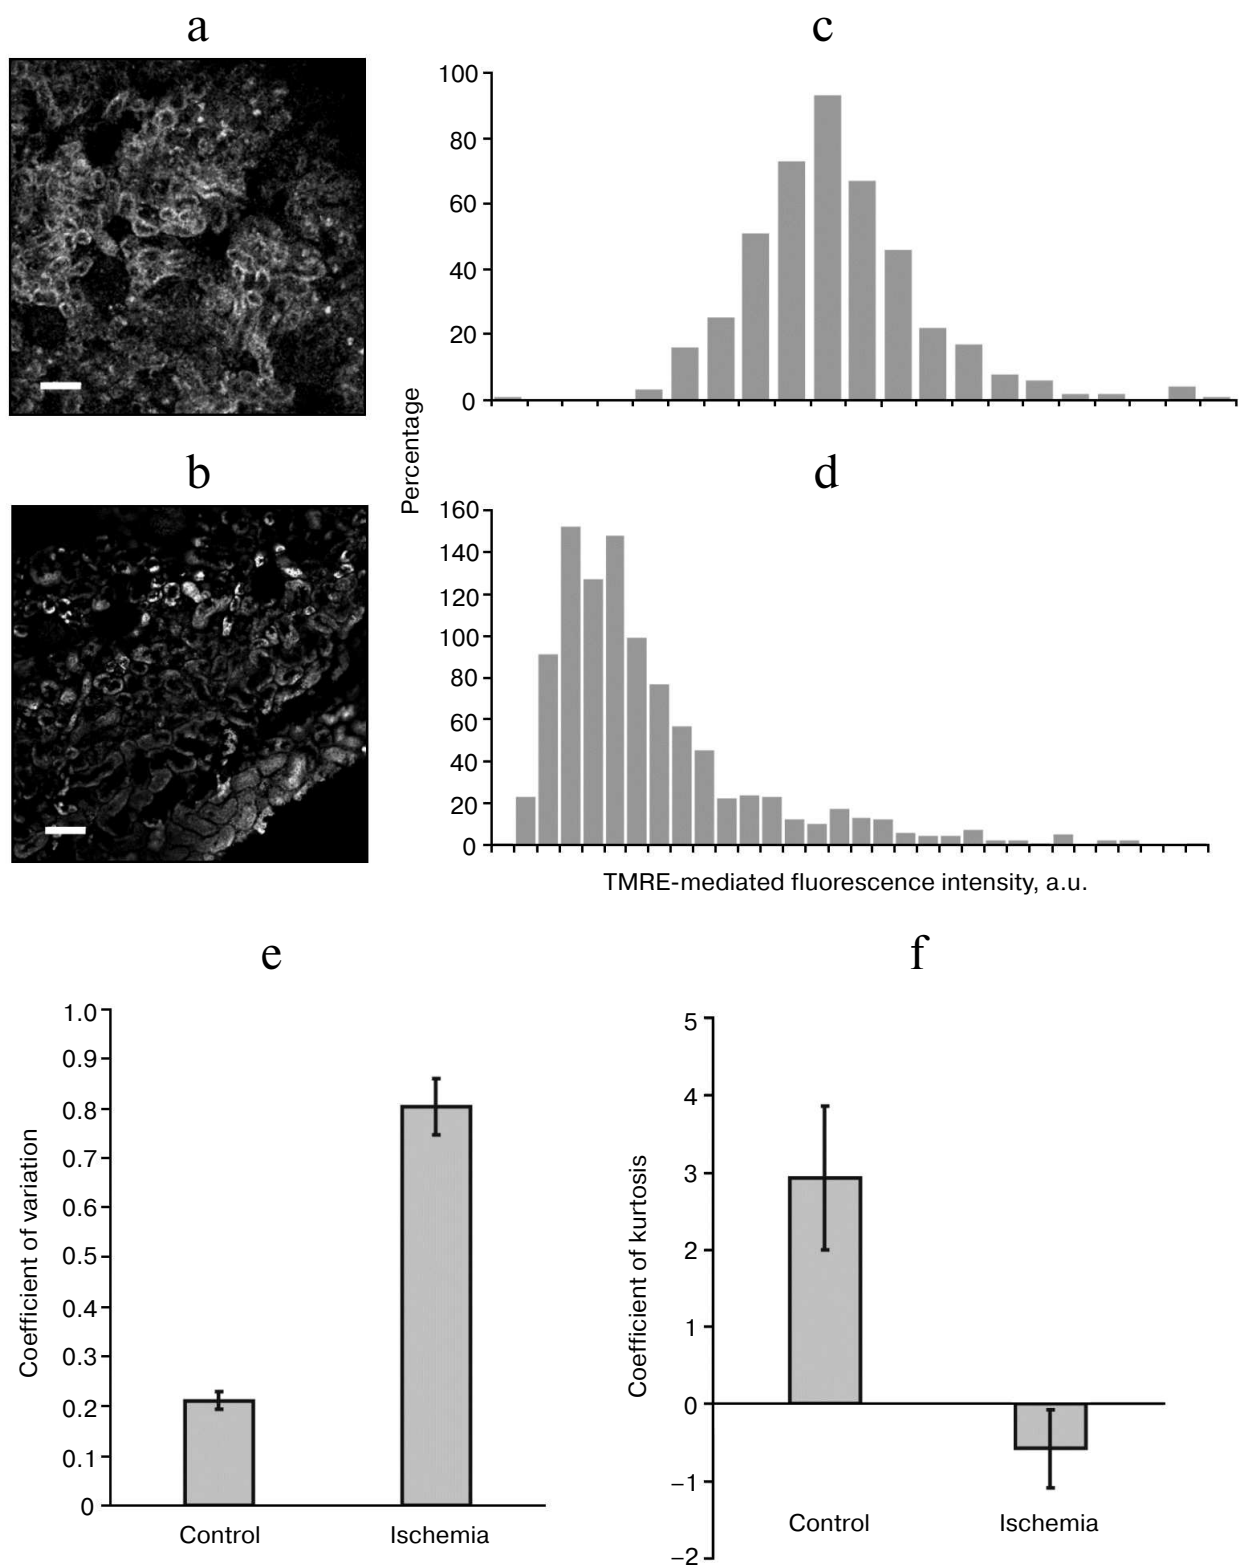 a
c
100
80
60
40
20
0
Percentage
b
d
160
140
120
100
80
60
40
20
0
TMRE-mediated fluorescence intensity, a.u.
e
f
1.0
0.9
0.8
0.7
0.6
0.5
0.4
0.3
0.2
0.1
0
Coefficient of variation
Control
Ischemia
5
4
3
2
1
0
−1
−2
Coefficient of kurtosis
Control
Ischemia